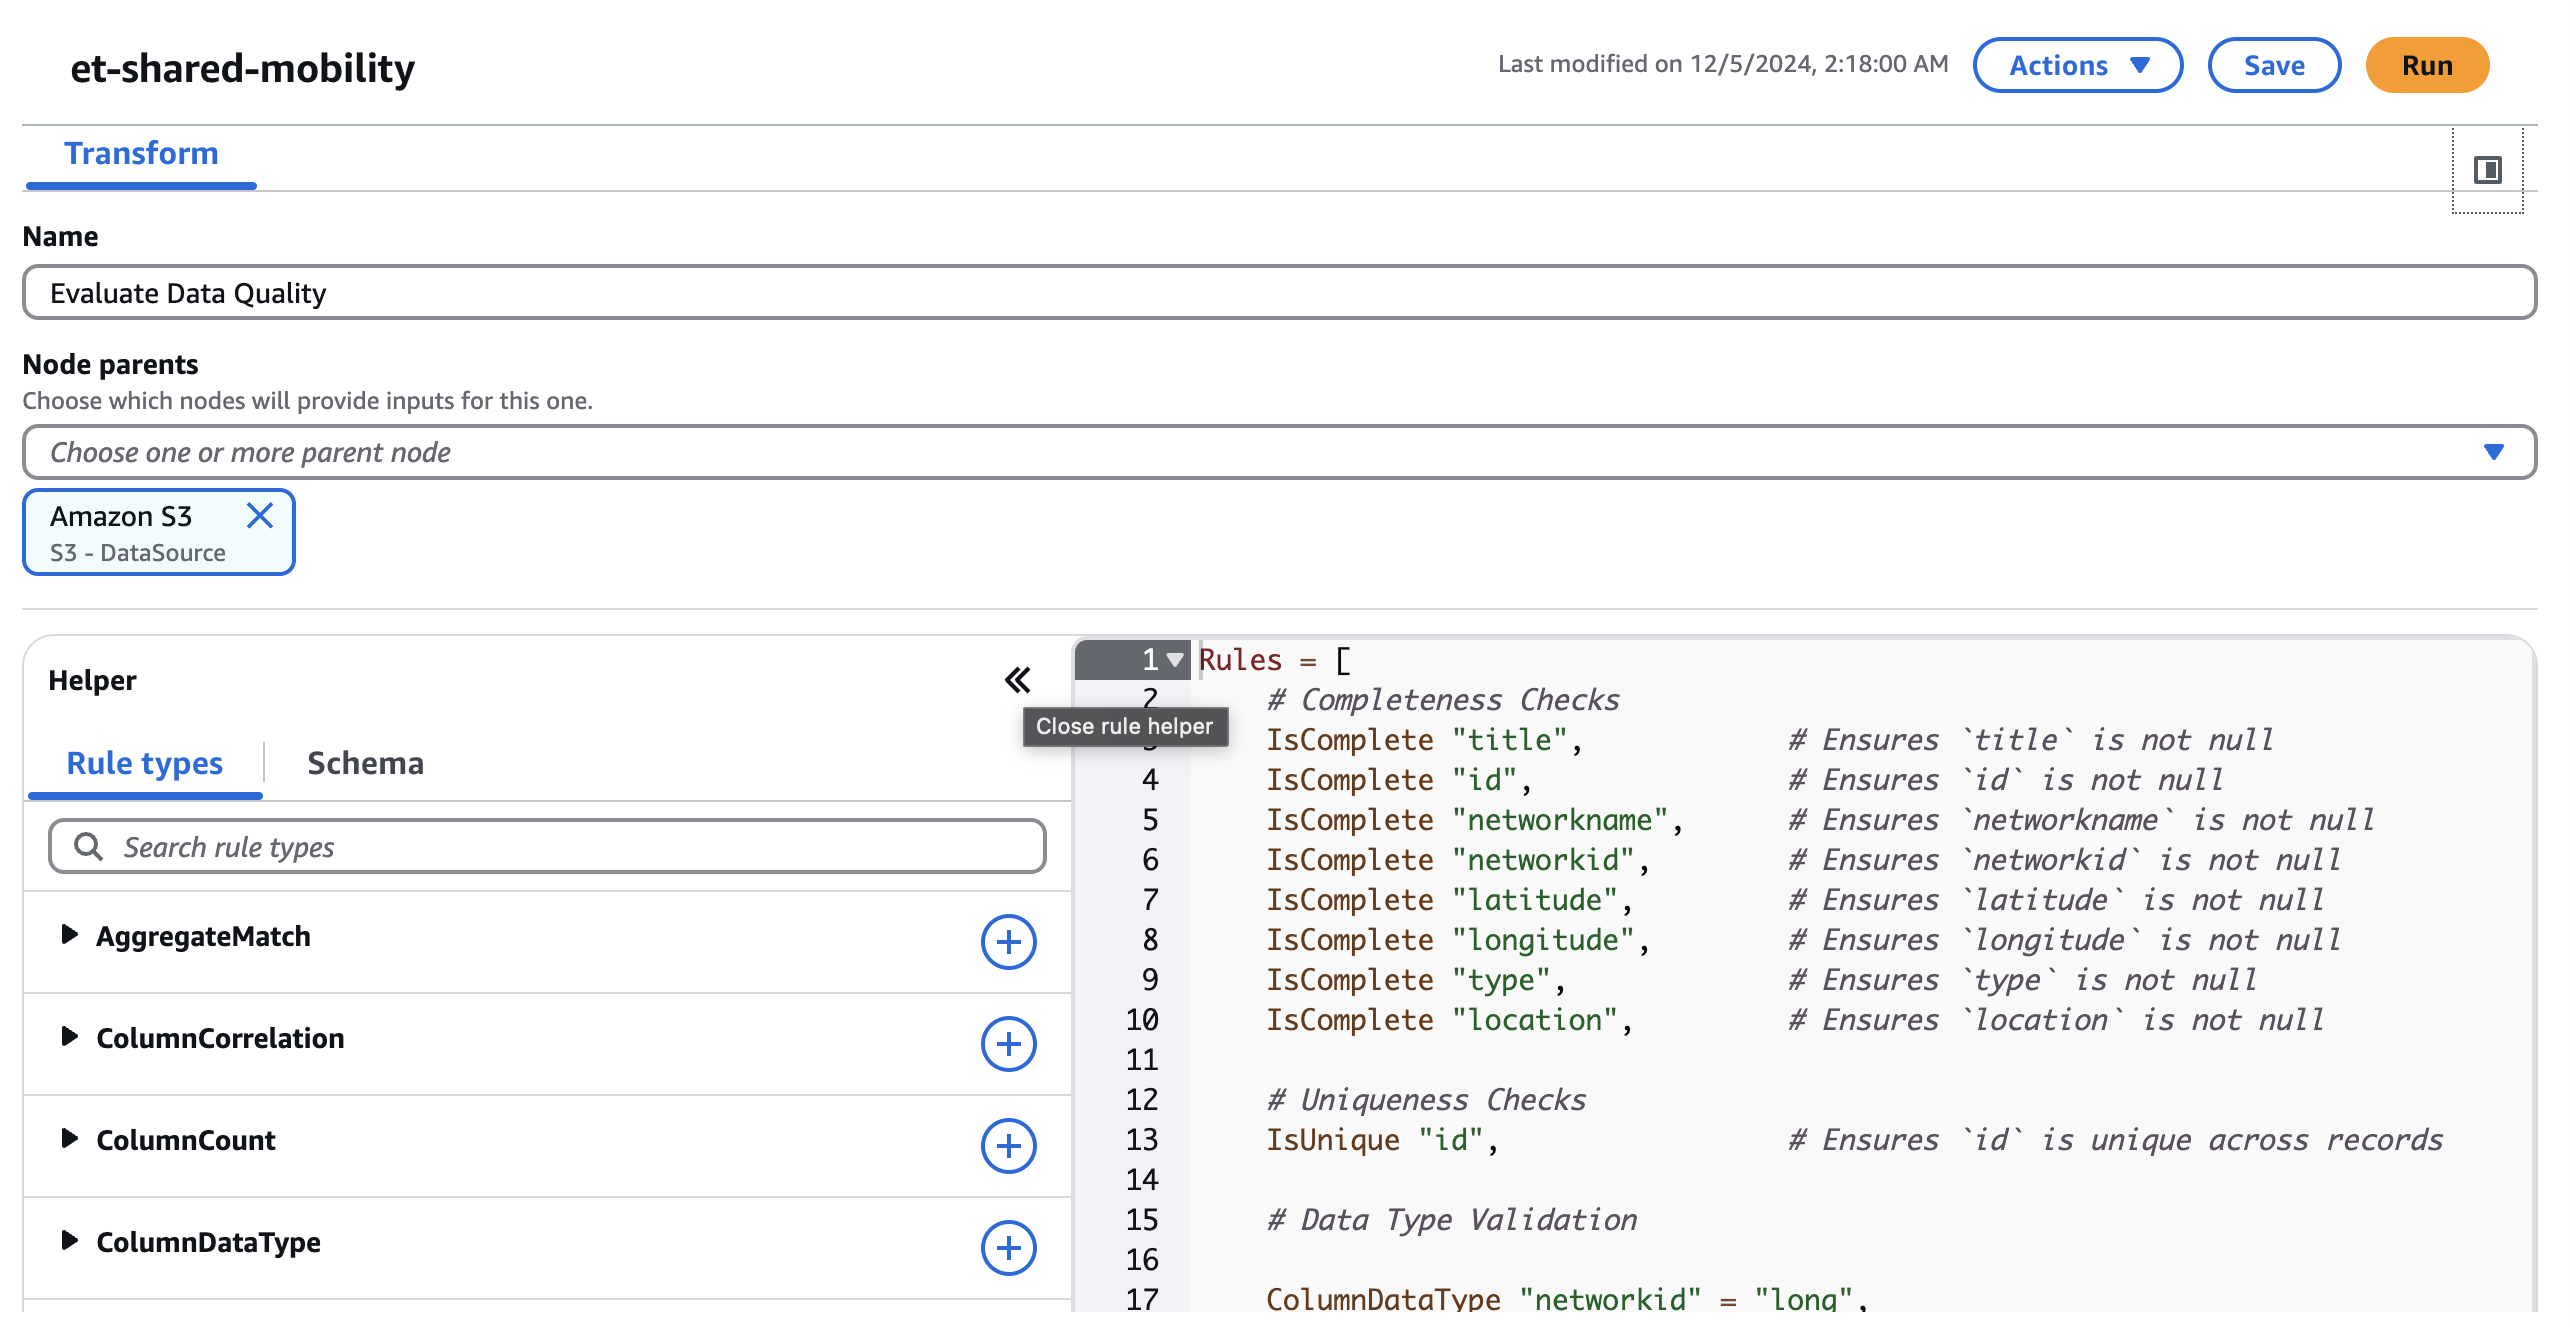 et-shared-mobility
Last modified on 12/5/2024, 2:18:00 AM
Actions
Save
Run
Transform
Name
Evaluate Data Quality
Node parents
Choose which nodes will provide inputs for this one.
Choose one or more parent node
Amazon S3
S3 - DataSource
Helper
Close rule helper
Rule types
Schema
Search rule types
AggregateMatch
ColumnCorrelation
ColumnCount
ColumnDataType
1 Rules = [
2 # Completeness Checks
IsComplete "title", # Ensures `title` is not null
4 IsComplete "id", # Ensures `id` is not null
5 IsComplete "networkname", # Ensures `networkname` is not null
6 IsComplete "networkid", # Ensures `networkid` is not null
7 IsComplete "latitude", # Ensures `latitude` is not null
8 IsComplete "longitude", # Ensures `longitude` is not null
9 IsComplete "type", # Ensures `type` is not null
10 IsComplete "location", # Ensures `location` is not null
11
12 # Uniqueness Checks
13 IsUnique "id", # Ensures `id` is unique across records
14
15 # Data Type Validation
16
17 ColumnDataType "networkid" = "long",